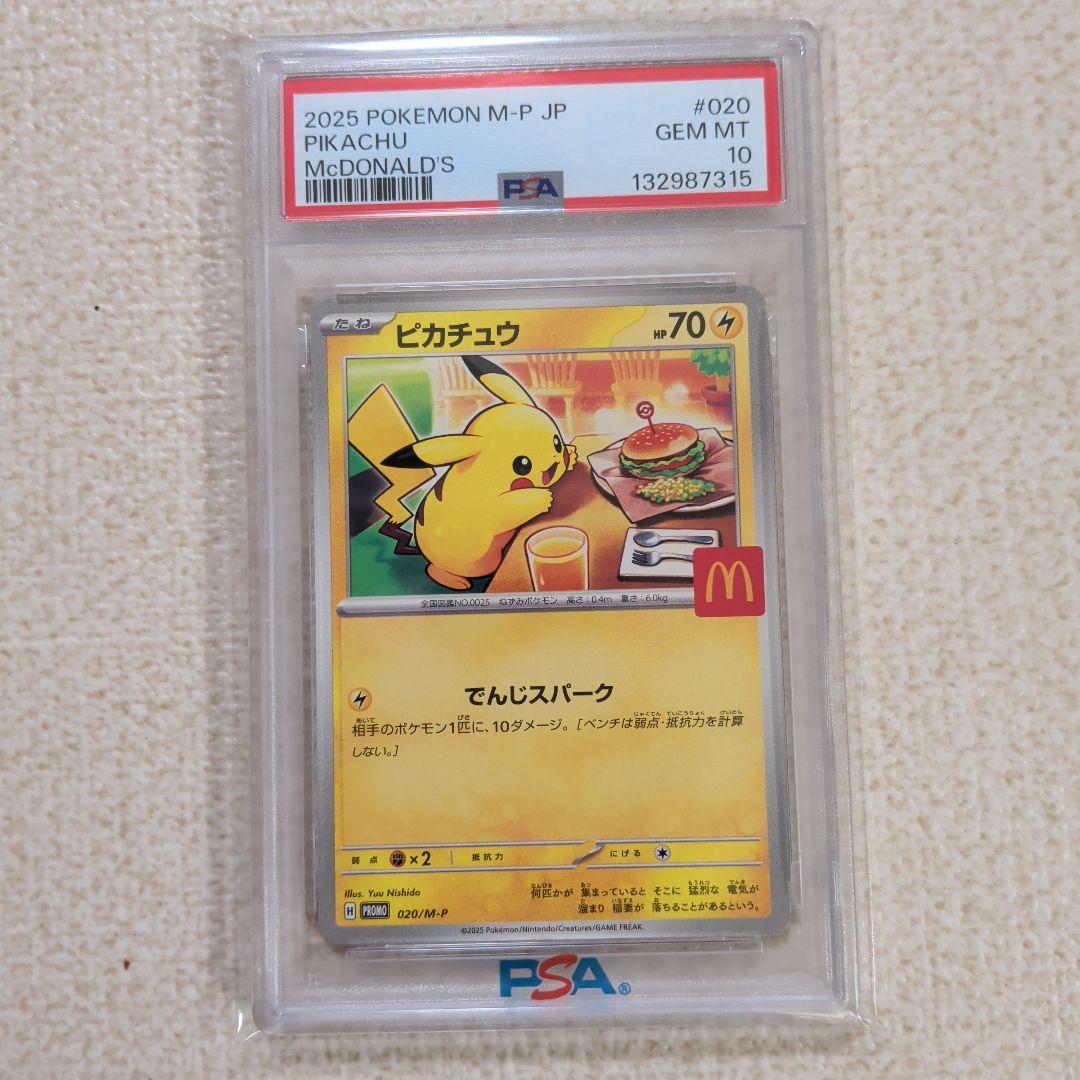 2025 POKEMON M-P JP #020
PIKACHU GEM MT
McDONALD'S 10
132987315
PSA
たね ピカチュウ HP70
M
全国図鑑NO.0025 ねずみポケモン 高さ:0.4m 重さ:6.0kg
でんじスパーク
相手のポケモン1匹に、10ダメージ。[ベンチは弱点・抵抗力を計算
しない。]
弱点 ×2 抵抗力 にげる
Illus. Yuu Nishida
何匹かが 集まっていると そこに 猛烈な 電気が
溜まり 稲妻が 落ちることがあるという。
H PROMO 020/M-P
©2025 Pokémon/Nintendo/Creatures/GAME FREAK.
PSA®